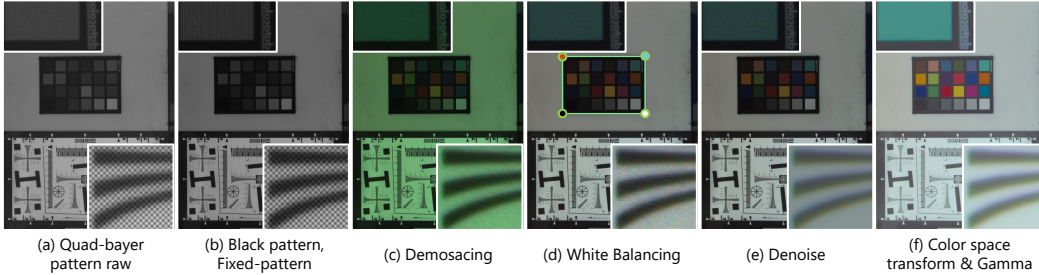 (a) Quad-bayer
pattern raw
(b) Black pattern,
Fixed-pattern
(c) Demosacing
(d) White Balancing
(e) Denoise
(f) Color space
transform & Gamma